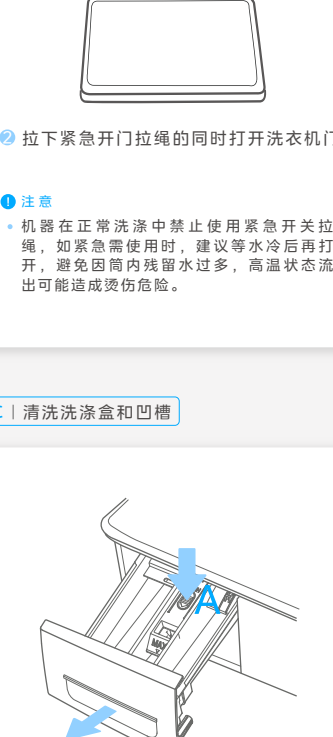 2 拉下紧急开门拉绳的同时打开洗衣机门
! 注意
• 机器在正常洗涤中禁止使用紧急开关拉
绳，如紧急需使用时，建议等水冷后再打
开，避免因筒内残留水过多，高温状态流
出可能造成烫伤危险。
清洗洗涤盒和凹槽
A
MAX